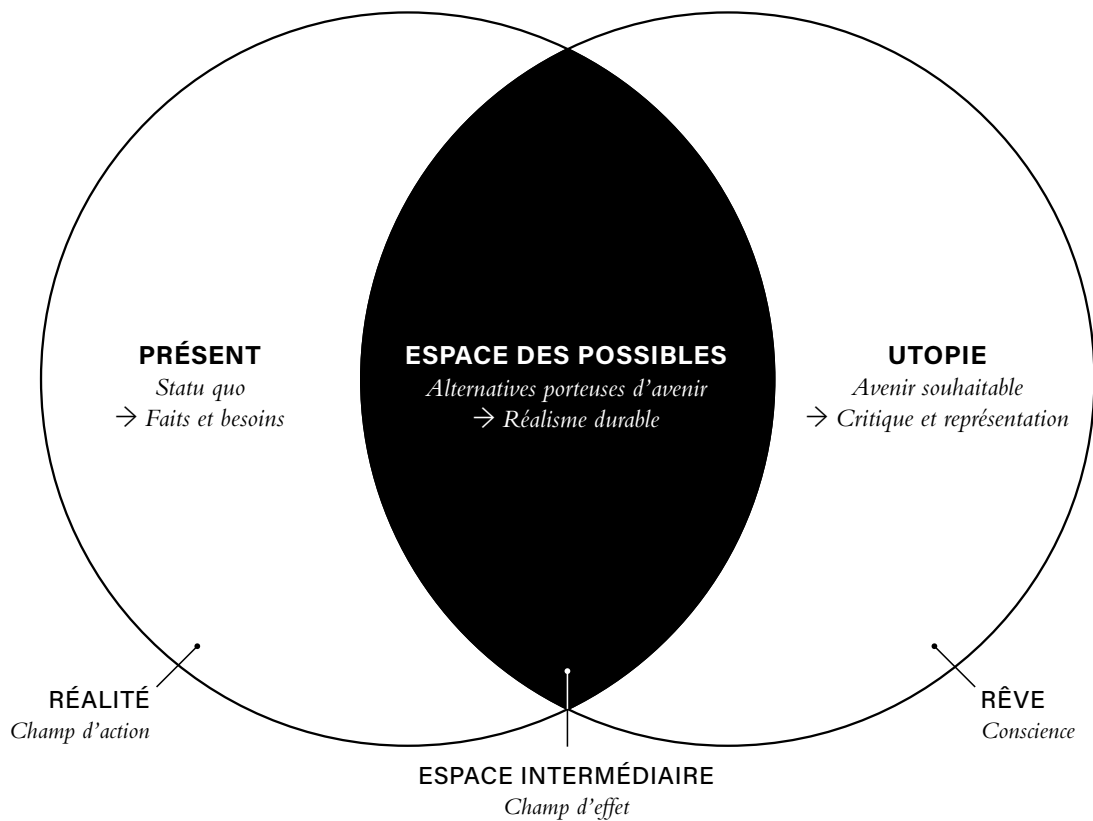 PRÉSENT
Statu quo
→ Faits et besoins
ESPACE DES POSSIBLES
Alternatives porteuses d’avenir
→ Réalisme durable
UTOPIE
Avenir souhaitable
→ Critique et représentation
RÉALITÉ
Champ d’action
ESPACE INTERMÉDIAIRE
Champ d’effet
RÊVE
Conscience